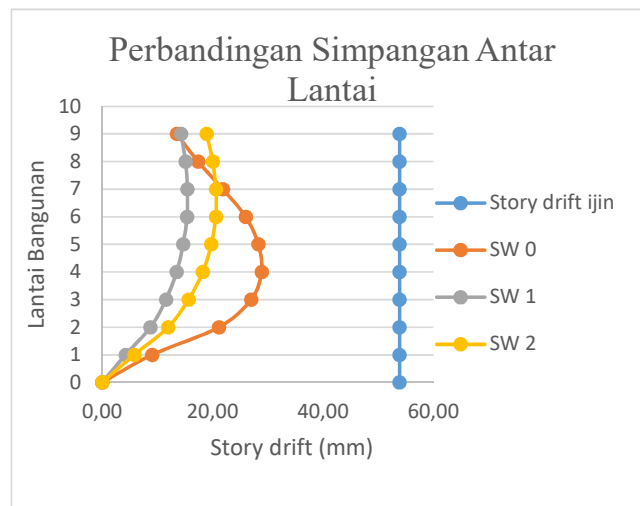 Perbandingan Simpangan Antar
Lantai
10
9
8
7
6
5
4
3
2
1
0
Lantai Bangunan
0,00
20,00
40,00
60,00
Story drift (mm)
Story drift ijin
SW 0
SW 1
SW 2